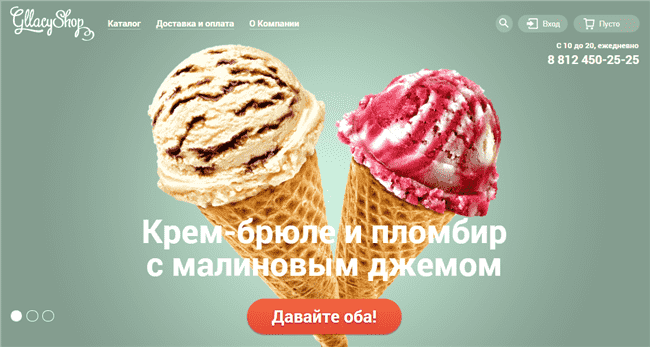 GllacyShop
Каталог Доставка и оплата О Компании Вход Пусто
С 10 до 20, ежедневно
8 812 450-25-25
Крем-брюле и пломбир
с малиновым джемом
Давайте оба!